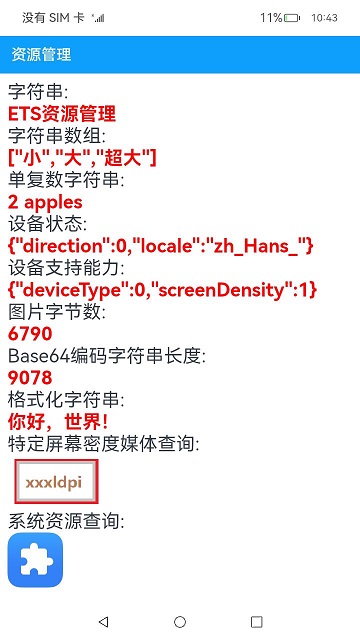 没有 SIM 卡
11%
10:43
资源管理
字符串:
ETS资源管理
字符串数组:
["小","大","超大"]
单复数字符串:
2 apples
设备状态:
{"direction":0,"locale":"zh_Hans_"}
设备支持能力:
{"deviceType":0,"screenDensity":1}
图片字节数:
6790
Base64编码字符串长度:
9078
格式化字符串:
你好，世界！
特定屏幕密度媒体查询:
xxxldpi
系统资源查询: